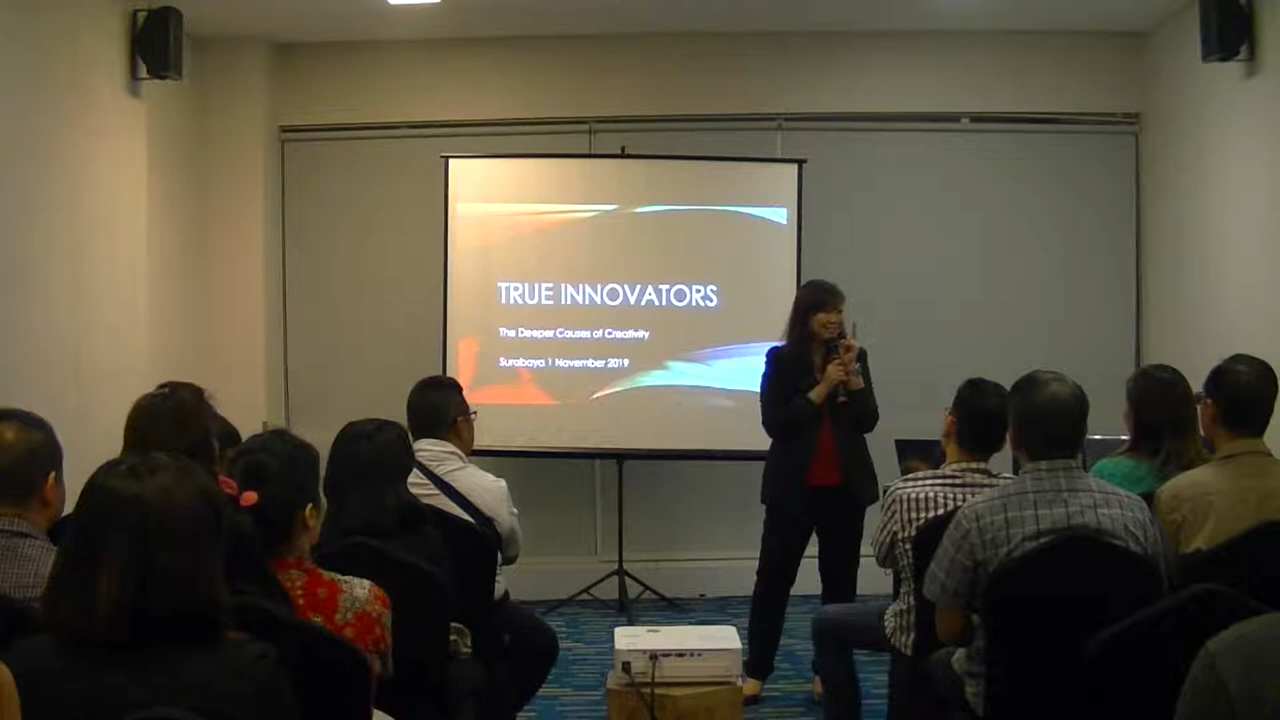 TRUE INNOVATORS
The Deeper Causes of Creativity
Surabaya 1 November 2019